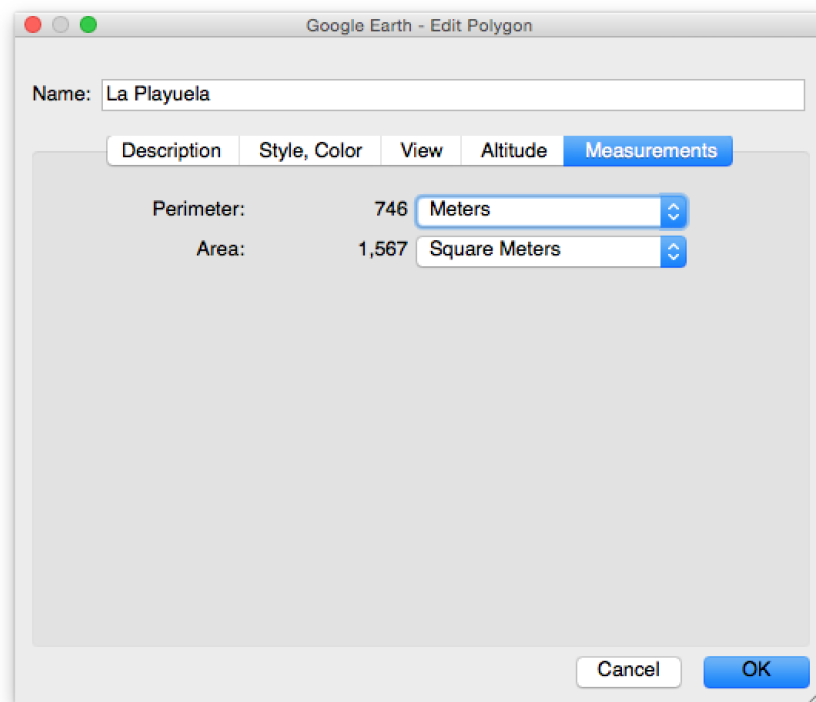 Google Earth - Edit Polygon
Name: La Playuela
Description Style, Color View Altitude Measurements
Perimeter: 746 Meters
Area: 1,567 Square Meters
Cancel OK